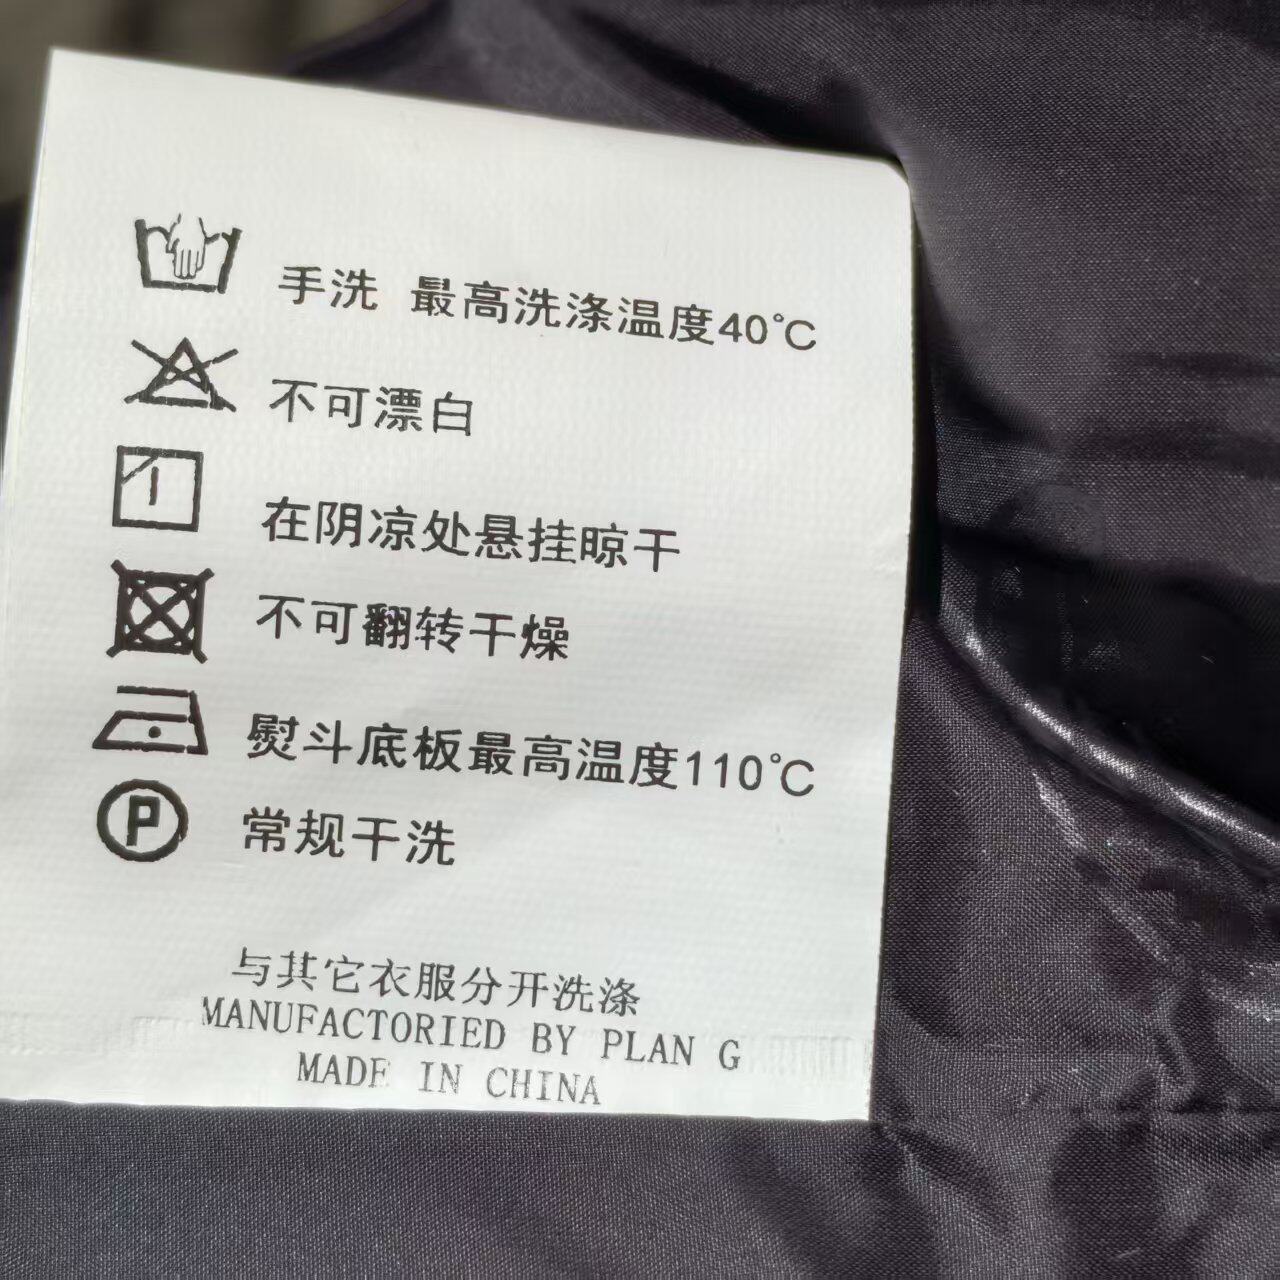 手洗 最高洗涤温度40℃
不可漂白
在阴凉处悬挂晾干
不可翻转干燥
熨斗底板最高温度110℃
P
常规干洗
与其它衣服分开洗涤
MANUFACTORIED BY PLAN G
MADE IN CHINA